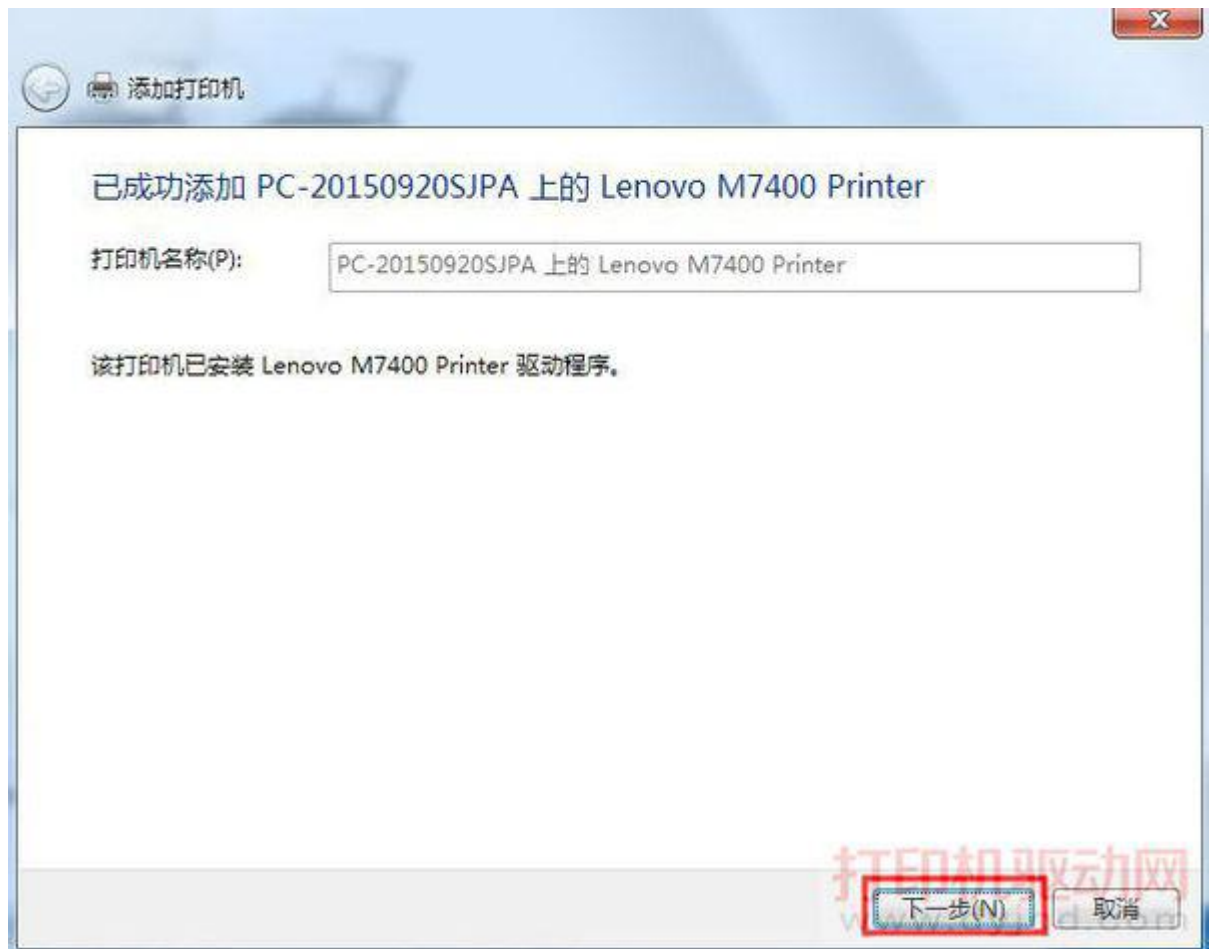 添加打印机
已成功添加 PC-20150920SJPA 上的 Lenovo M7400 Printer
打印机名称(P):
PC-20150920SJPA 上的 Lenovo M7400 Printer
该打印机已安装 Lenovo M7400 Printer 驱动程序。
打印机驱动网
下一步(N)
取消